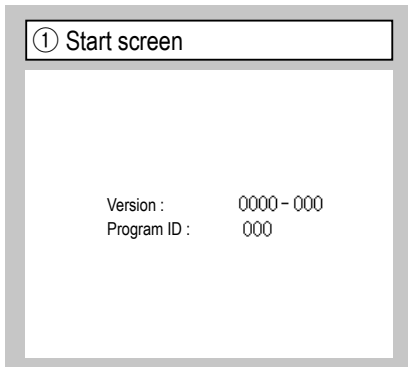 ① Start screen
Version : 0000-000
Program ID : 000